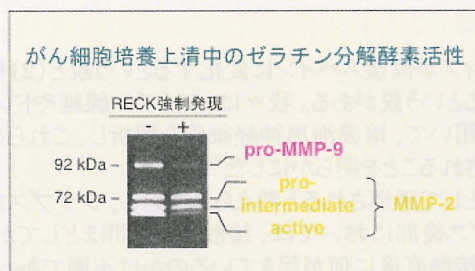 がん細胞培養上清中のゼラチン分解酵素活性
RECK強制発現
- +
92 kDa –
pro-MMP-9
72 kDa –
pro-
intermediate
active
MMP-2